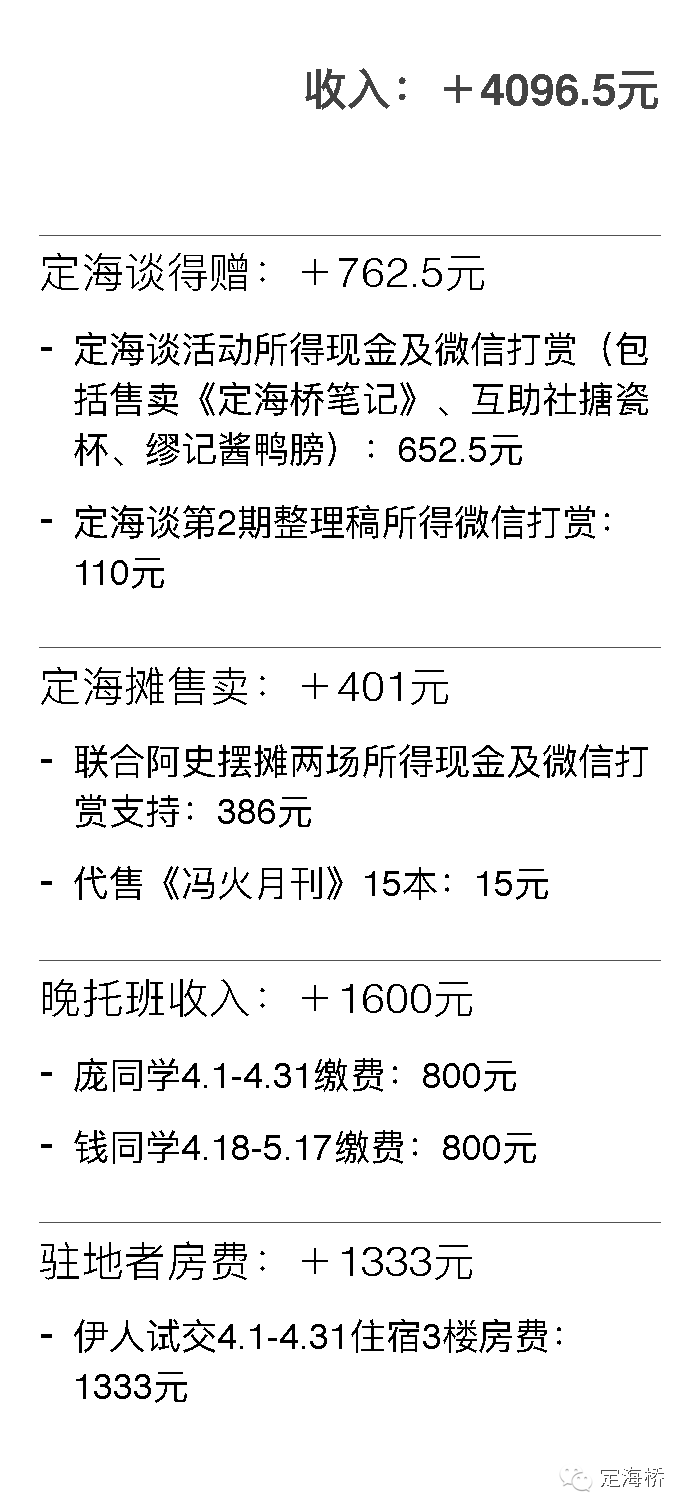 收入：＋4096.5元
定海谈得赠：＋762.5元
- 定海谈活动所得现金及微信打赏（包
括售卖《定海桥笔记》、互助社搪瓷
杯、缪记酱鸭膀）：652.5元
- 定海谈第2期整理稿所得微信打赏：
110元
定海摊售卖：＋401元
- 联合阿史摆摊两场所得现金及微信打
赏支持：386元
- 代售《冯火月刊》15本：15元
晚托班收入：＋1600元
- 庞同学4.1-4.31缴费：800元
- 钱同学4.18-5.17缴费：800元
驻地者房费：＋1333元
- 伊人试交4.1-4.31住宿3楼房费：
1333元
定海桥